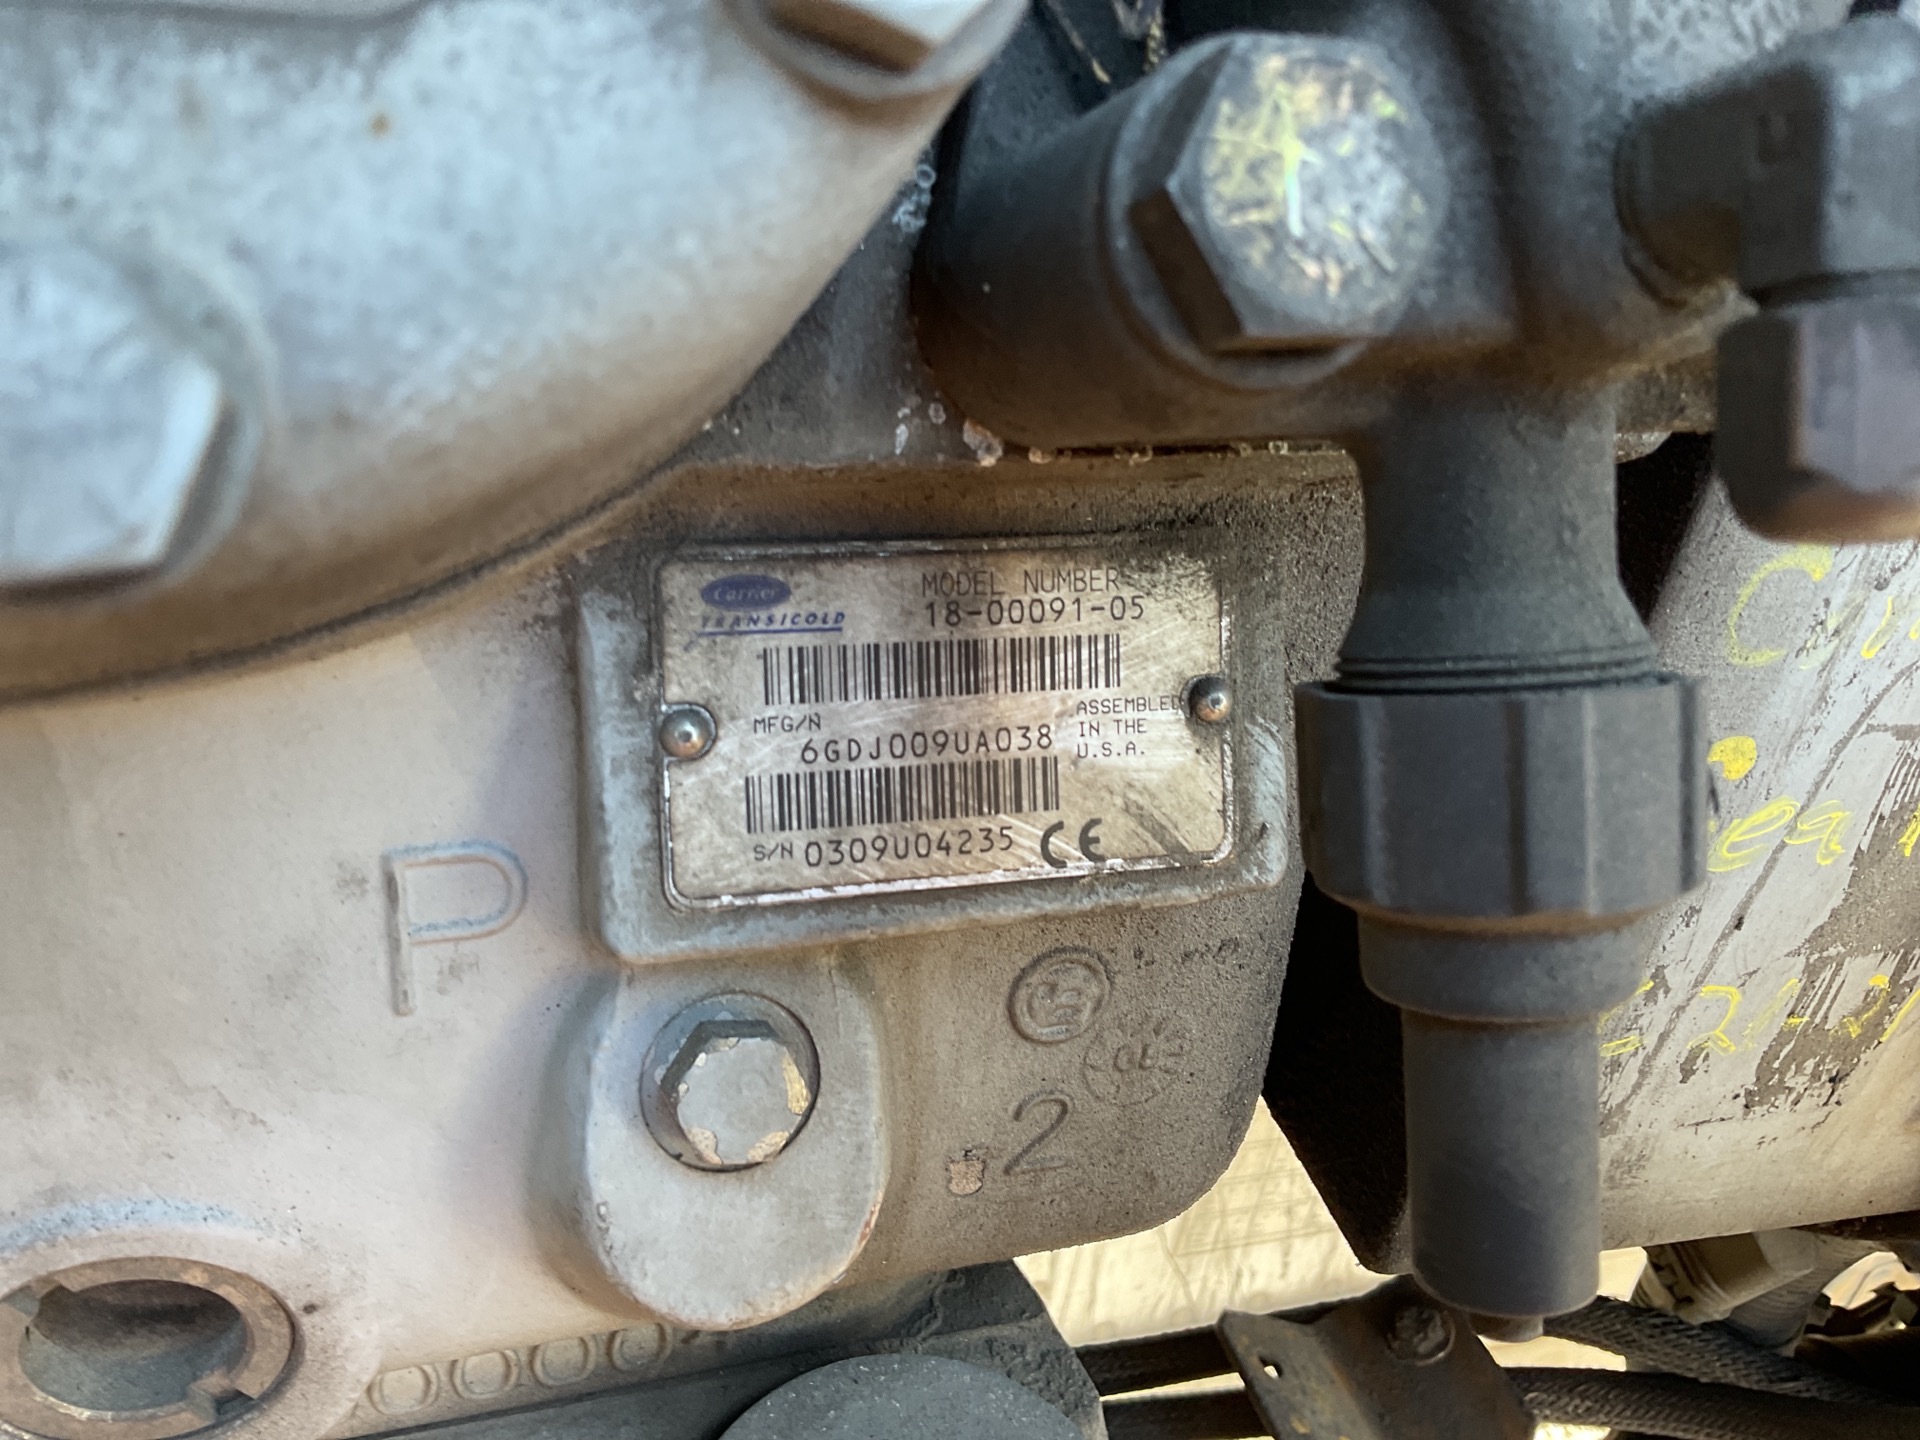 Carrier
TRANSICOLD
MODEL NUMBER
18-00091-05
MFG/N
6GDJ009UA038
ASSEMBLED
IN THE
U.S.A.
S/N 0309U04235 CE
P
2